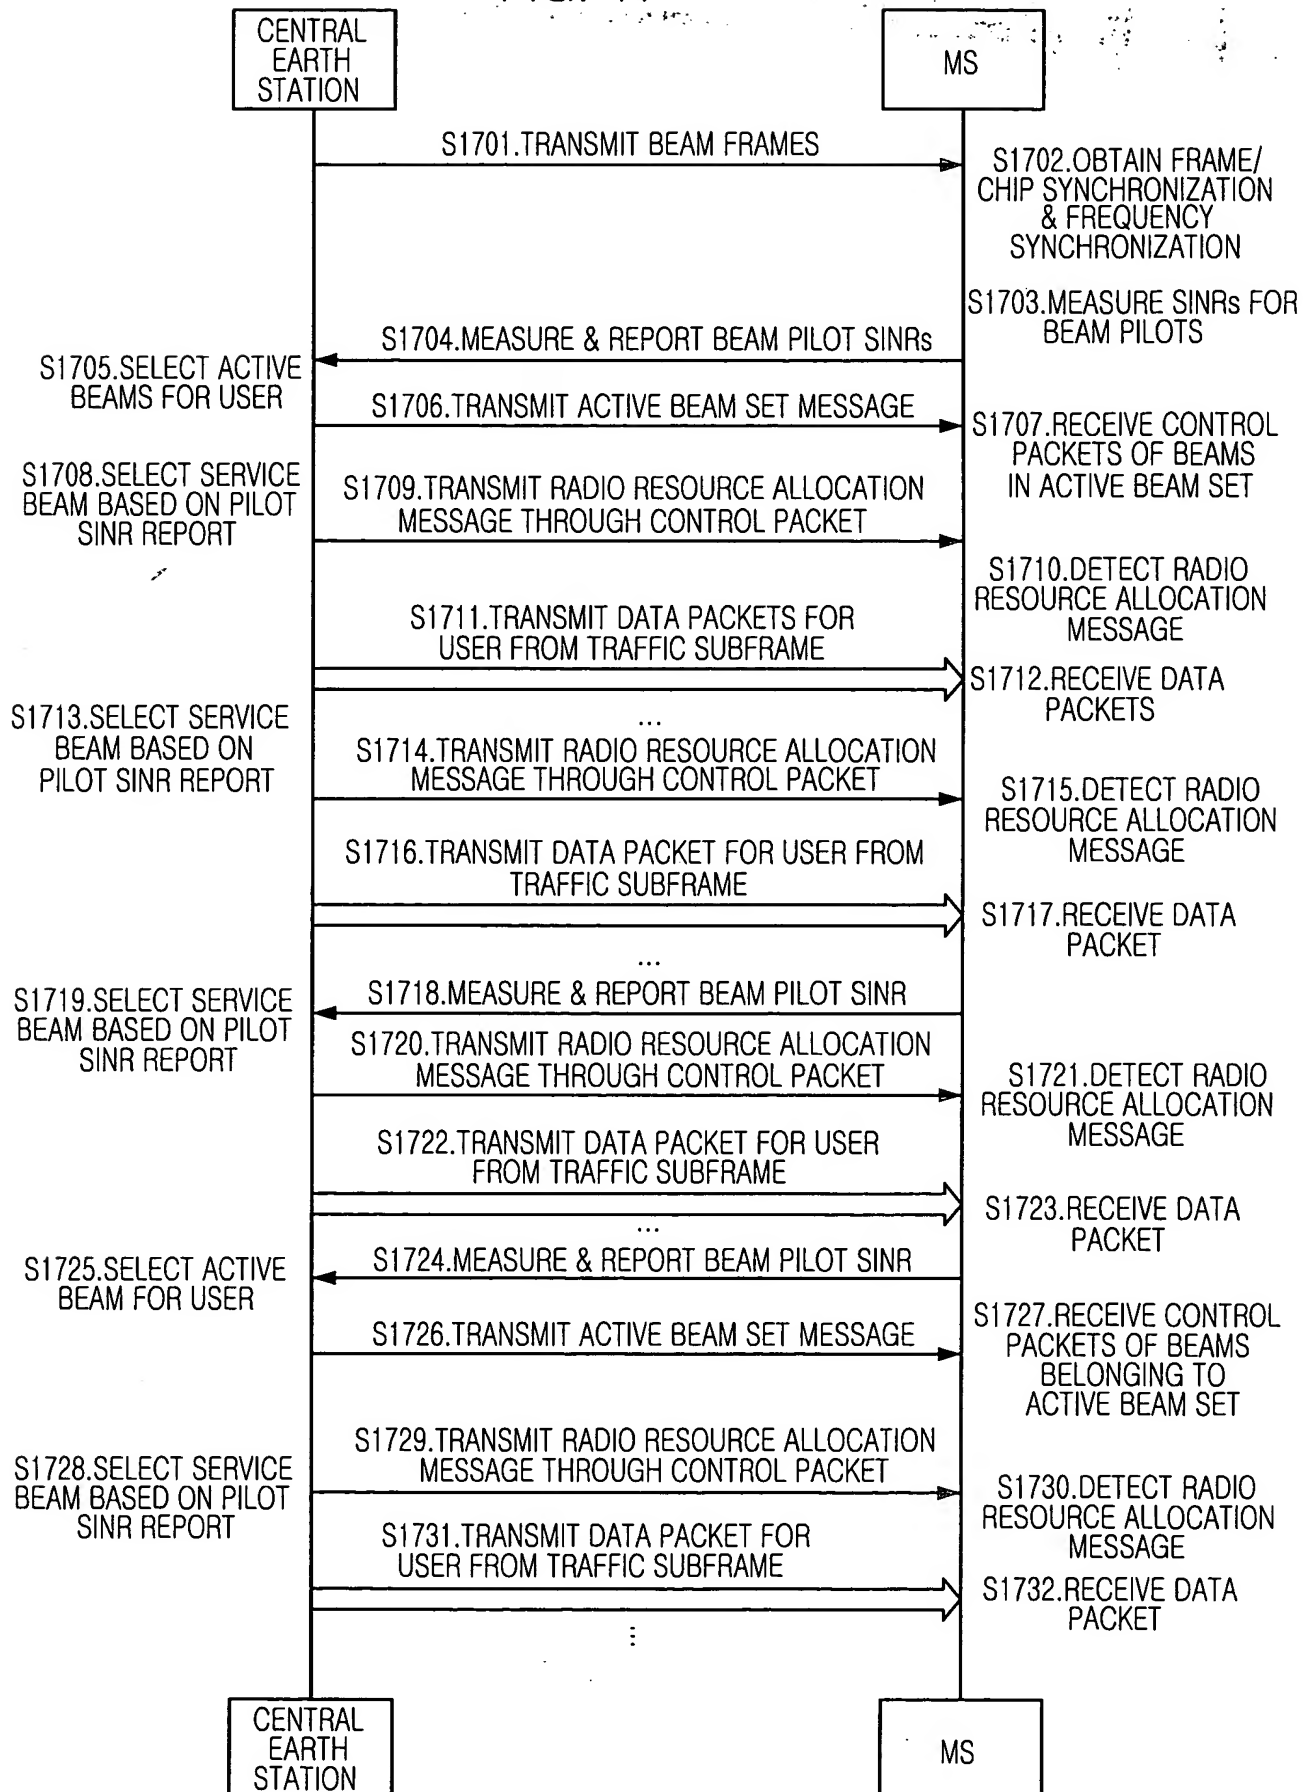 CENTRAL
EARTH
STATION
MS
S1701.TRANSMIT BEAM FRAMES
S1702.OBTAIN FRAME/
CHIP SYNCHRONIZATION
& FREQUENCY
SYNCHRONIZATION
S1703.MEASURE SINRs FOR
BEAM PILOTS
S1704.MEASURE & REPORT BEAM PILOT SINRs
S1705.SELECT ACTIVE
BEAMS FOR USER
S1706.TRANSMIT ACTIVE BEAM SET MESSAGE
S1707.RECEIVE CONTROL
PACKETS OF BEAMS
IN ACTIVE BEAM SET
S1708.SELECT SERVICE
BEAM BASED ON PILOT
SINR REPORT
S1709.TRANSMIT RADIO RESOURCE ALLOCATION
MESSAGE THROUGH CONTROL PACKET
S1710.DETECT RADIO
RESOURCE ALLOCATION
MESSAGE
S1711.TRANSMIT DATA PACKETS FOR
USER FROM TRAFFIC SUBFRAME
S1712.RECEIVE DATA
PACKETS
...
S1713.SELECT SERVICE
BEAM BASED ON
PILOT SINR REPORT
S1714.TRANSMIT RADIO RESOURCE ALLOCATION
MESSAGE THROUGH CONTROL PACKET
S1715.DETECT RADIO
RESOURCE ALLOCATION
MESSAGE
S1716.TRANSMIT DATA PACKET FOR USER FROM
TRAFFIC SUBFRAME
S1717.RECEIVE DATA
PACKET
...
S1718.MEASURE & REPORT BEAM PILOT SINR
S1719.SELECT SERVICE
BEAM BASED ON PILOT
SINR REPORT
S1720.TRANSMIT RADIO RESOURCE ALLOCATION
MESSAGE THROUGH CONTROL PACKET
S1721.DETECT RADIO
RESOURCE ALLOCATION
MESSAGE
S1722.TRANSMIT DATA PACKET FOR USER
FROM TRAFFIC SUBFRAME
S1723.RECEIVE DATA
PACKET
...
S1724.MEASURE & REPORT BEAM PILOT SINR
S1725.SELECT ACTIVE
BEAM FOR USER
S1726.TRANSMIT ACTIVE BEAM SET MESSAGE
S1727.RECEIVE CONTROL
PACKETS OF BEAMS
BELONGING TO
ACTIVE BEAM SET
S1728.SELECT SERVICE
BEAM BASED ON PILOT
SINR REPORT
S1729.TRANSMIT RADIO RESOURCE ALLOCATION
MESSAGE THROUGH CONTROL PACKET
S1730.DETECT RADIO
RESOURCE ALLOCATION
MESSAGE
S1731.TRANSMIT DATA PACKET FOR
USER FROM TRAFFIC SUBFRAME
S1732.RECEIVE DATA
PACKET
...
CENTRAL
EARTH
STATION
MS